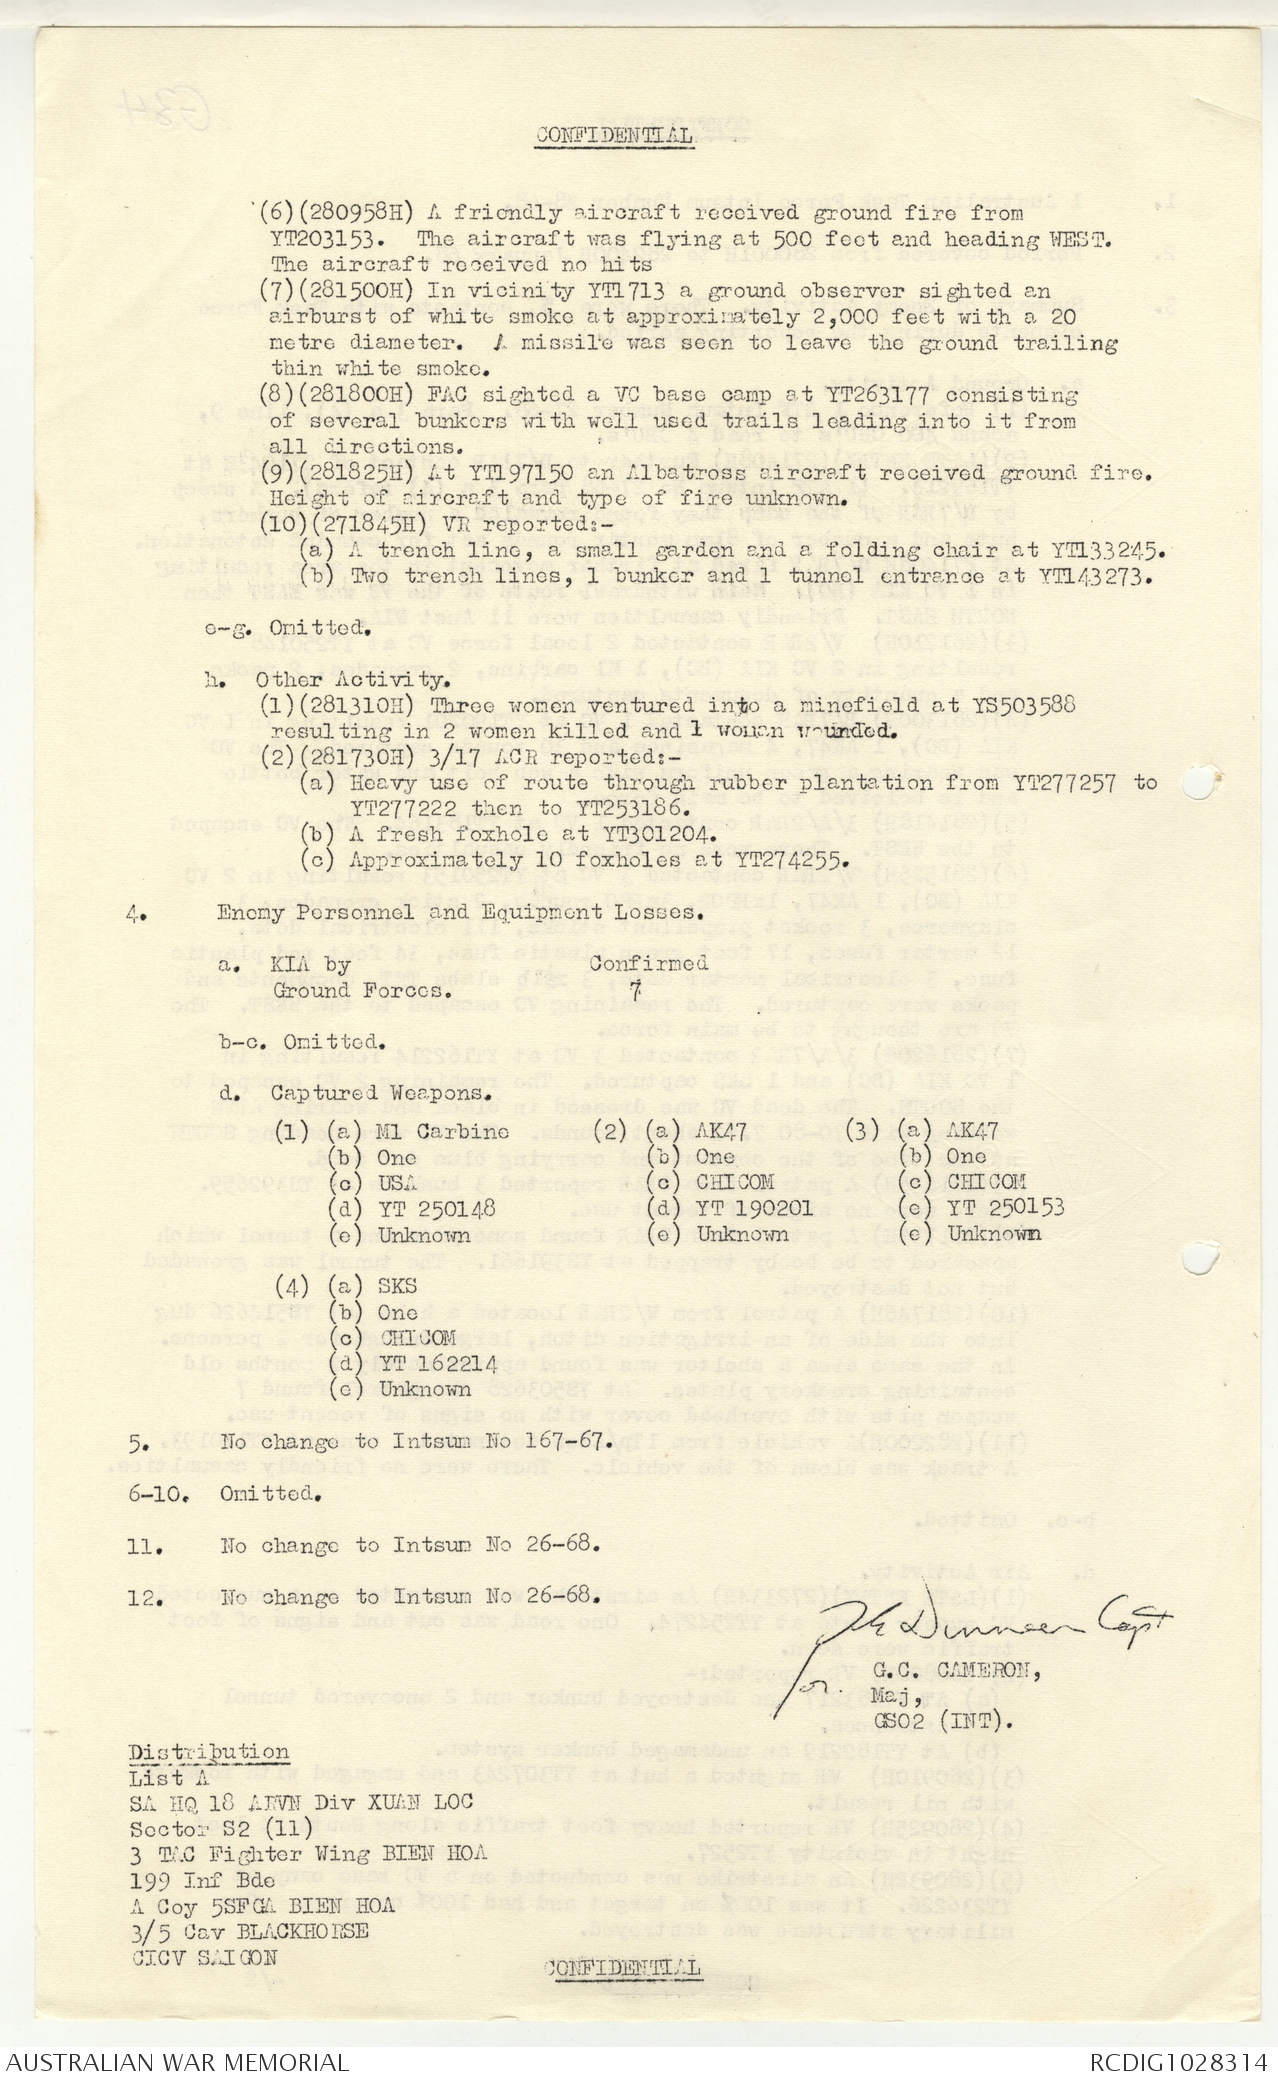 CONFIDENTIAL
(6)(280958H) A friendly aircraft received ground fire from
YT203153. The aircraft was flying at 500 feet and heading WEST.
The aircraft received no hits
(7)(281500H) In vicinity YT1713 a ground observer sighted an
airburst of white smoke at approximately 2,000 feet with a 20
metre diameter. A missile was seen to leave the ground trailing
thin white smoke.
(8)(281800H) FAC sighted a VC base camp at YT263177 consisting
of several bunkers with well used trails leading into it from
all directions.
(9)(281825H) At YT197150 an Albatross aircraft received ground fire.
Height of aircraft and type of fire unknown.
(10)(271845H) VR reported:-
(a) A trench line, a small garden and a folding chair at YT133245.
(b) Two trench lines, 1 bunker and 1 tunnel entrance at YT143273.
e-g. Omitted.
h. Other Activity.
(1)(281310H) Three women ventured into a minefield at YS503588
resulting in 2 women killed and 1 woman wounded.
(2)(281730H) 3/17 ACR reported:-
(a) Heavy use of route through rubber plantation from YT277257 to
YT277222 then to YT253186.
(b) A fresh foxhole at YT301204.
(c) Approximately 10 foxholes at YT274255.
4. Enemy Personnel and Equipment Losses.
a. KIA by Confirmed
Ground Forces. 7
b-c. Omitted.
d. Captured Weapons.
(1) (a) M1 Carbine (2) (a) AK47 (3) (a) AK47
(b) One (b) One (b) One
(c) USA (c) CHICOM (c) CHICOM
(d) YT 250148 (d) YT 190201 (e) YT 250153
(e) Unknown (e) Unknown (e) Unknown
(4) (a) SKS
(b) One
(c) CHICOM
(d) YT 162214
(e) Unknown
5. No change to Intsum No 167-67.
6-10. Omitted.
11. No change to Intsum No 26-68.
12. No change to Intsum No 26-68.
Capt
for.
G.C. CAMERON,
Maj,
GSO2 (INT).
Distribution
List A
SA HQ 18 ARVN Div XUAN LOC
Sector S2 (11)
3 TAC Fighter Wing BIEN HOA
199 Inf Bde
A Coy 5SFGA BIEN HOA
3/5 Cav BLACKHORSE
CICV SAIGON
CONFIDENTIAL
AUSTRALIAN WAR MEMORIAL
RCDIG1028314